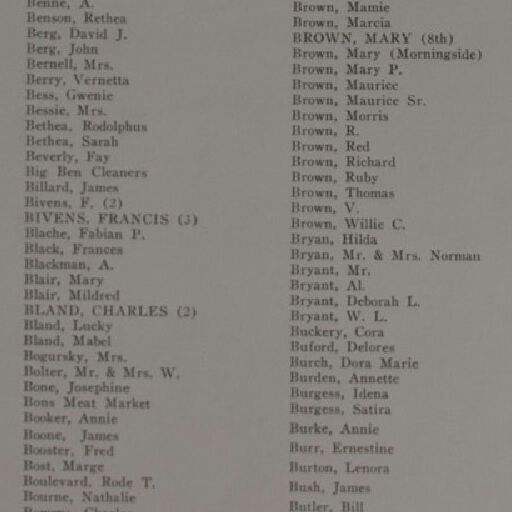 Benne, A.
Benson, Rethea
Berg, David J.
Berg, John
Bernell, Mrs.
Berry, Vernetta
Bess, Gwenie
Bessie, Mrs.
Bethea, Rodolphus
Bethea, Sarah
Beverly, Fay
Big Ben Cleaners
Billard, James
Bivens, F. (2)
BIVENS, FRANCIS (3)
Blache, Fabian P.
Black, Frances
Blackman, A.
Blair, Mary
Blair, Mildred
BLAND, CHARLES (2)
Bland, Lucky
Bland, Mabel
Bogursky, Mrs.
Bolter, Mr. & Mrs. W.
Bone, Josephine
Bons Meat Market
Booker, Annie
Boone, James
Booster, Fred
Bost, Marge
Boulevard, Rode T.
Bourne, Nathalie
Brown, Mamie
Brown, Marcia
BROWN, MARY (8th)
Brown, Mary (Morningside)
Brown, Mary P.
Brown, Maurice
Brown, Maurice Sr.
Brown, Morris
Brown, R.
Brown, Red
Brown, Richard
Brown, Ruby
Brown, Thomas
Brown, V.
Brown, Willie C.
Bryan, Hilda
Bryan, Mr. & Mrs. Norman
Bryant, Mr.
Bryant, Al.
Bryant, Deborah L.
Bryant, W. L.
Buckery, Cora
Buford, Delores
Burch, Dora Marie
Burden, Annette
Burgess, Idena
Burgess, Satira
Burke, Annie
Burr, Ernestine
Burton, Lenora
Bush, James
Butler, Bill